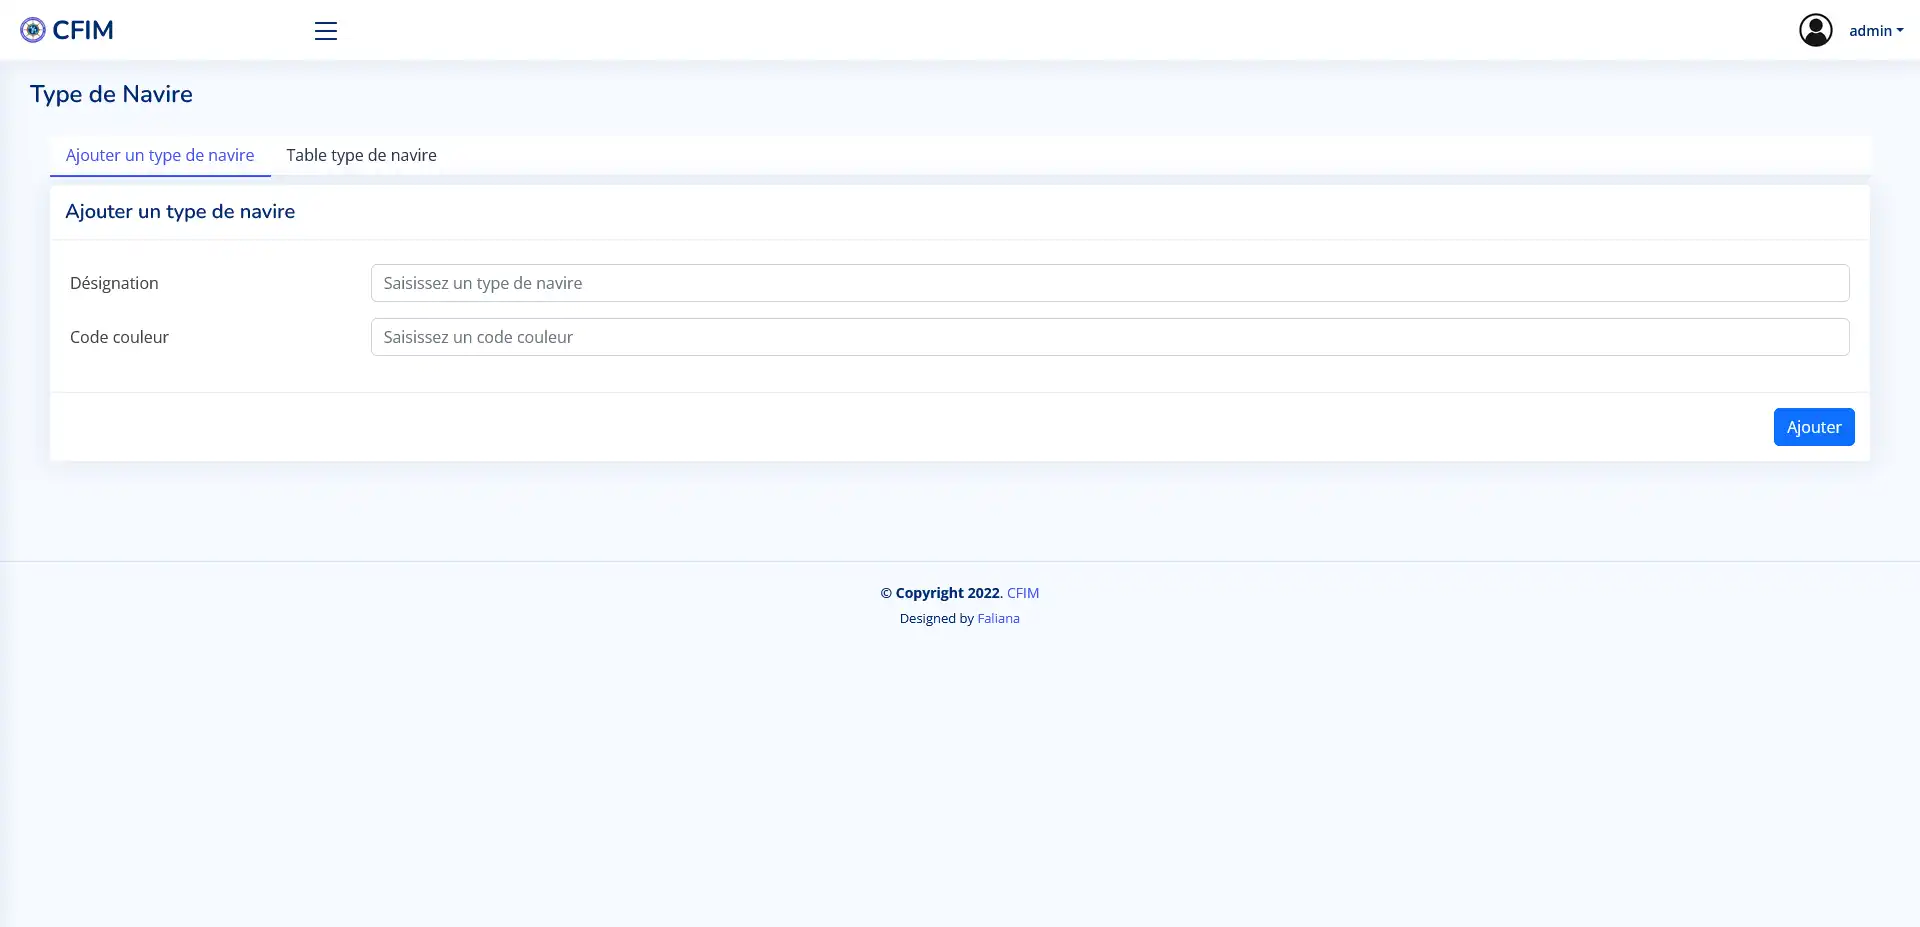 CFIM
admin
Type de Navire
Ajouter un type de navire
Table type de navire
Ajouter un type de navire
Désignation
Saisissez un type de navire
Code couleur
Saisissez un code couleur
Ajouter
© Copyright 2022. CFIM
Designed by Faliana